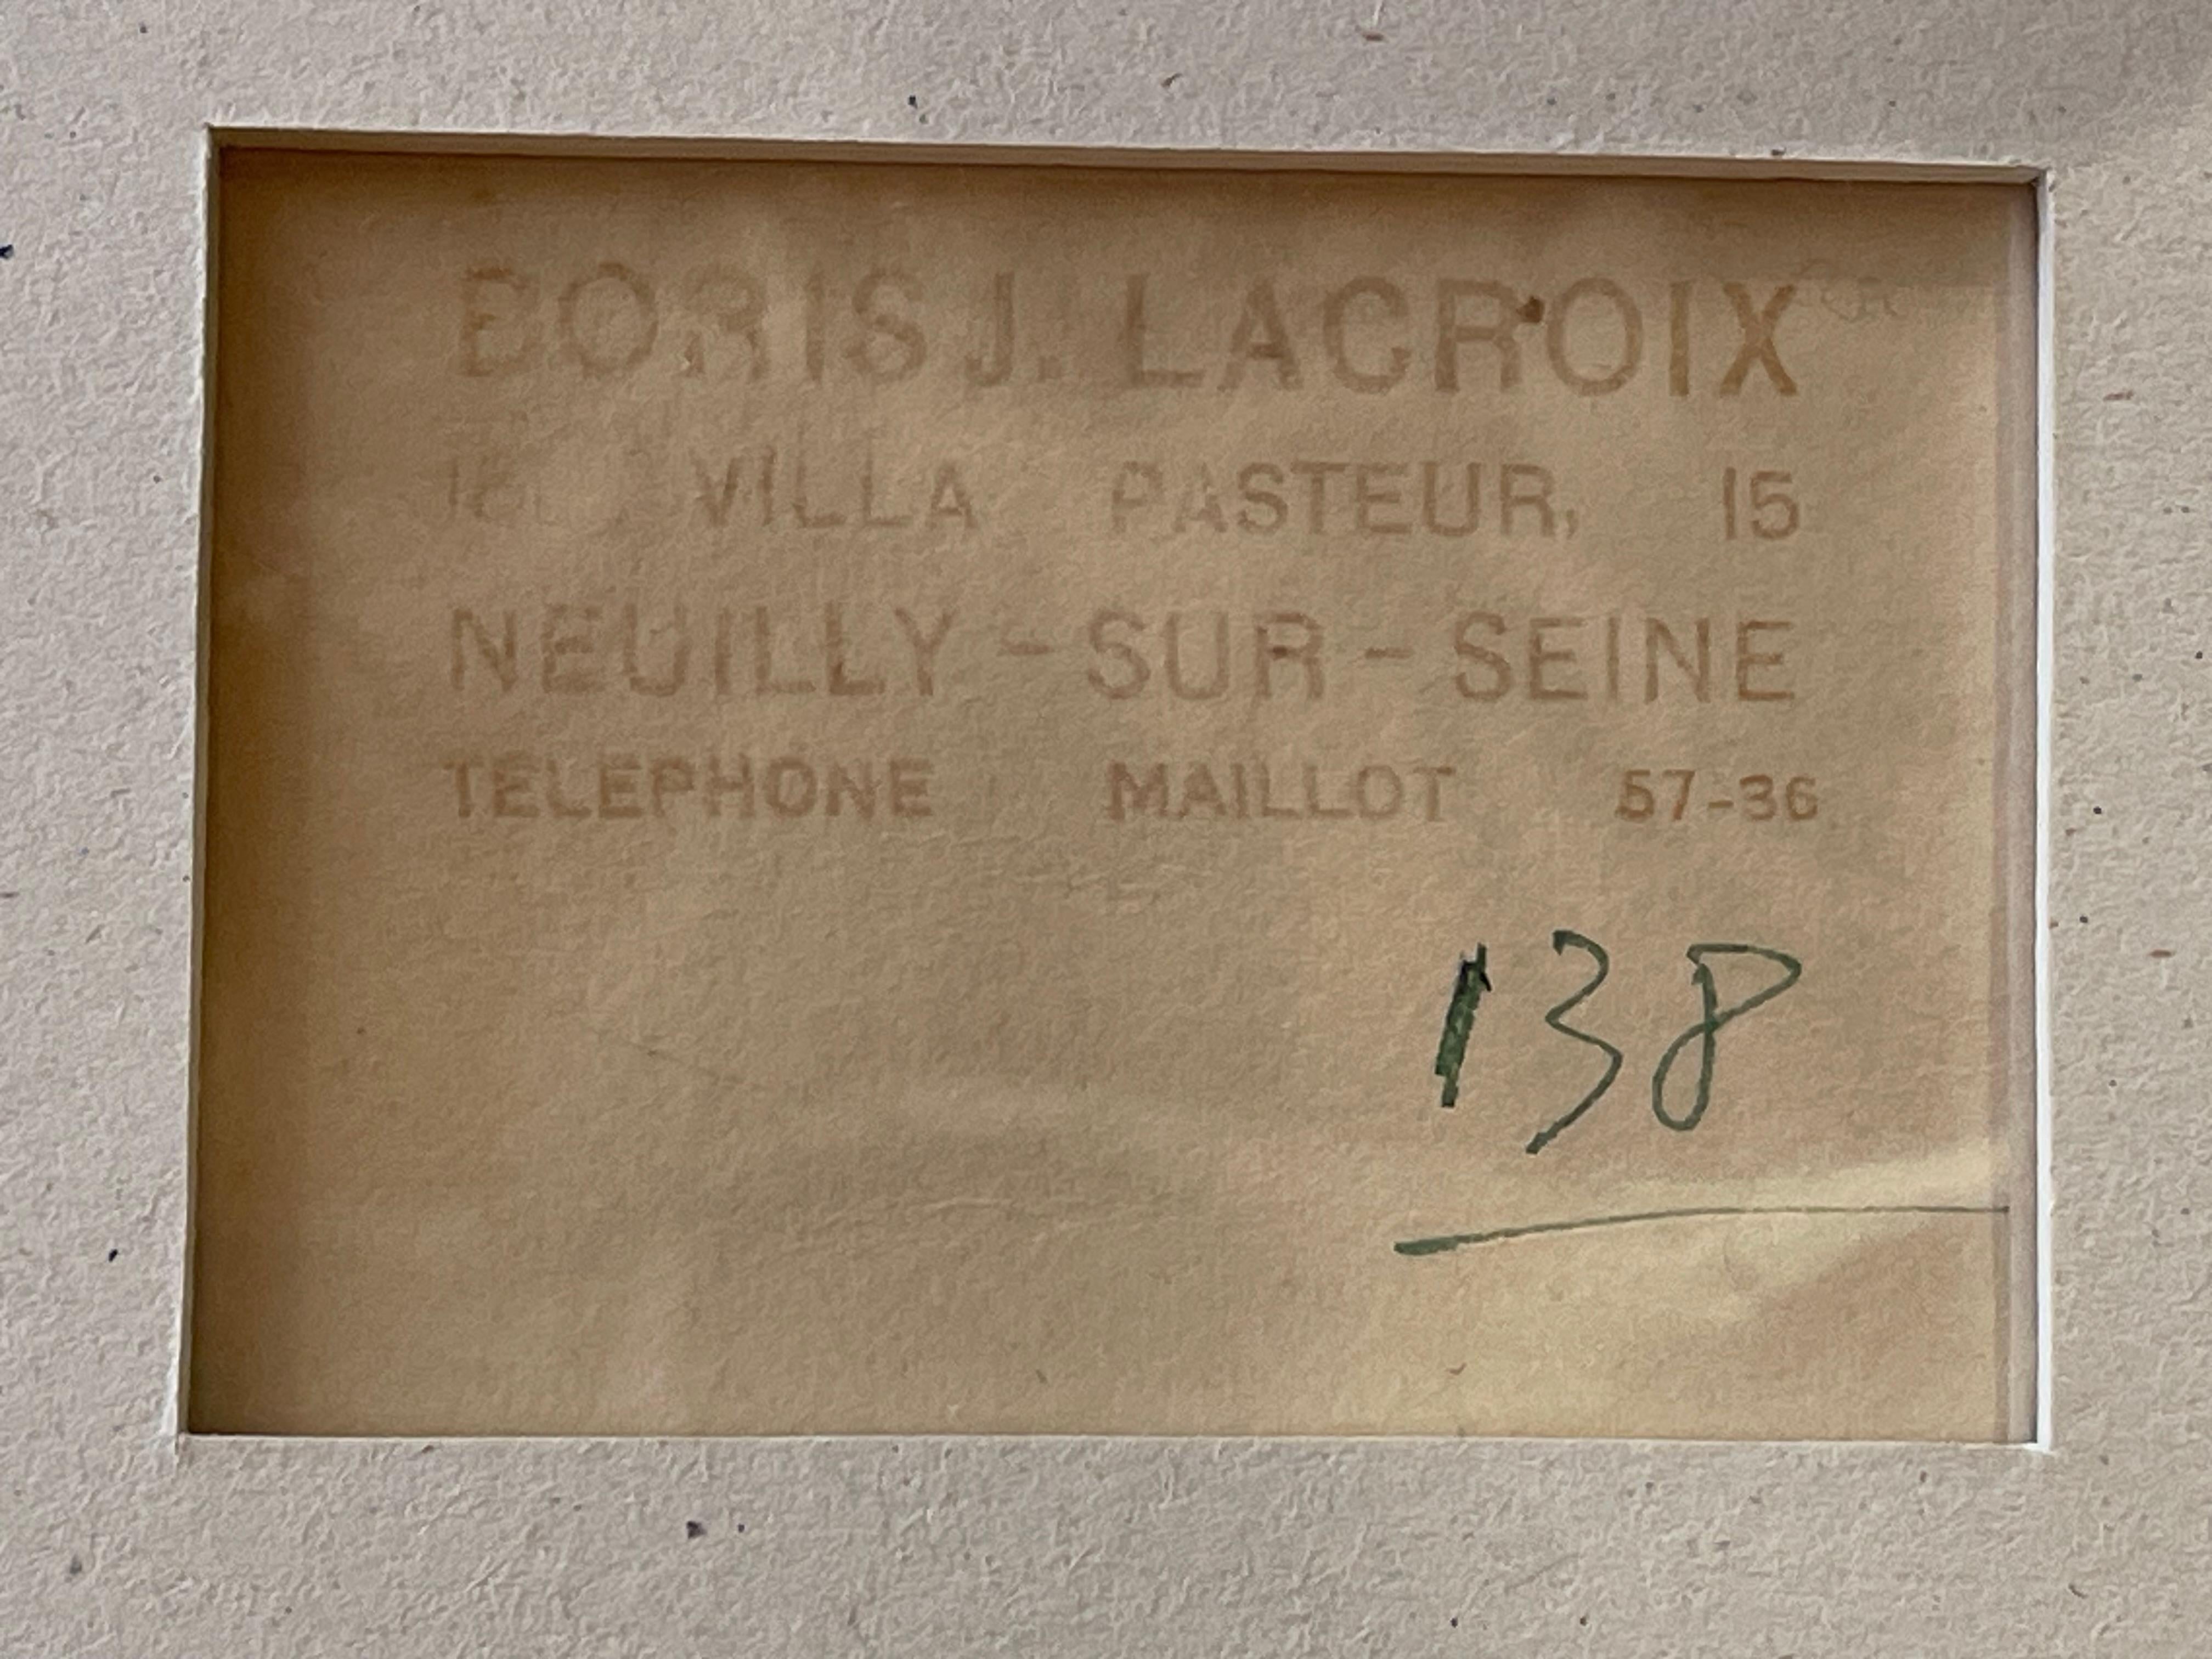 BORIS J. LACROIX
VILLA PASTEUR, 15
NEUILLY-SUR-SEINE
TELEPHONE MAILLOT 57-36
138